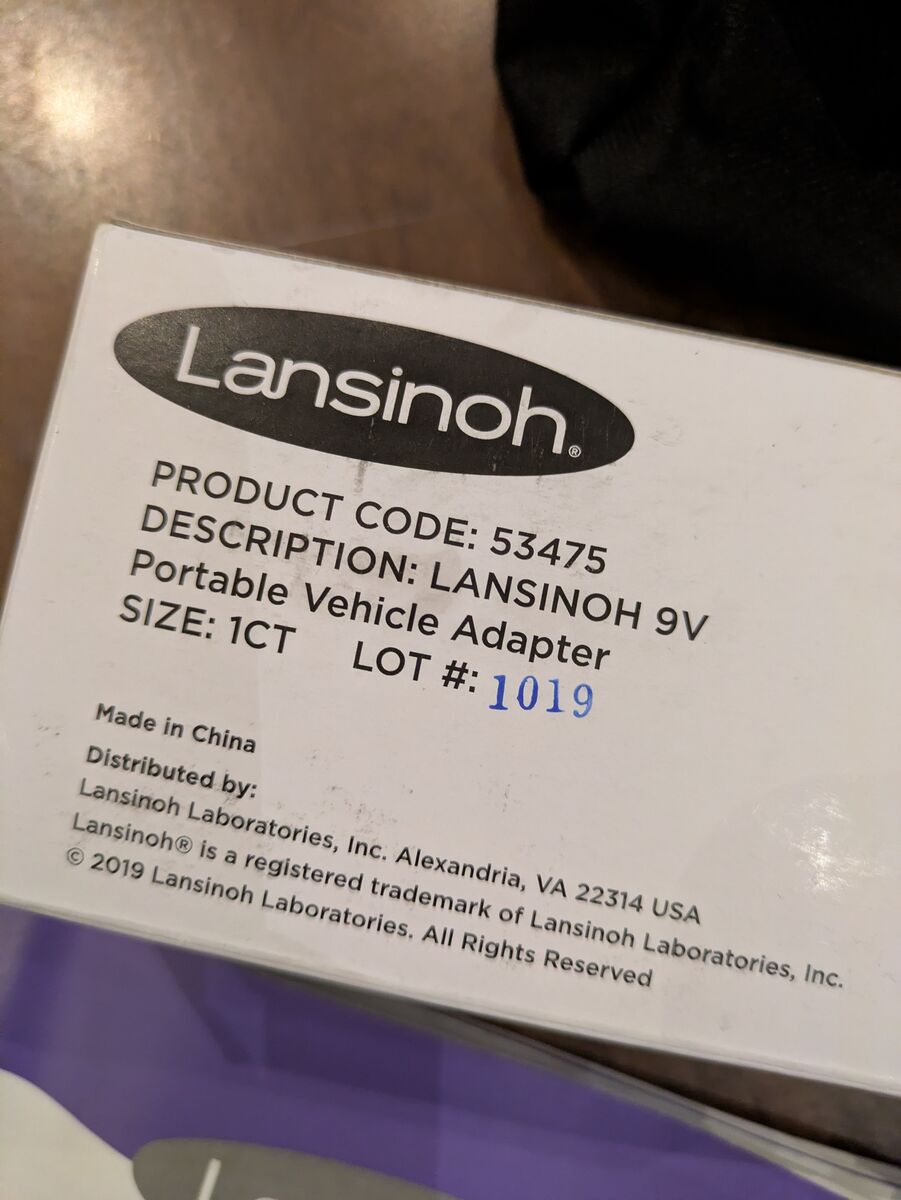 Lansinoh®
PRODUCT CODE: 53475
DESCRIPTION: LANSINOH 9V
Portable Vehicle Adapter
SIZE: 1CT LOT #: 1019
Made in China
Distributed by:
Lansinoh Laboratories, Inc. Alexandria, VA 22314 USA
Lansinoh® is a registered trademark of Lansinoh Laboratories, Inc.
© 2019 Lansinoh Laboratories. All Rights Reserved